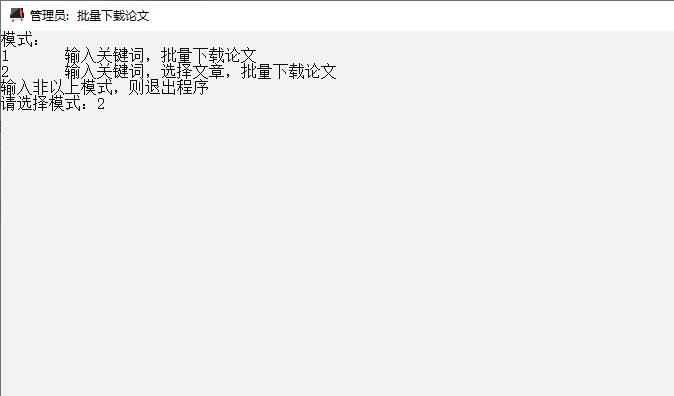 管理员: 批量下载论文
模式：
1 输入关键词，批量下载论文
2 输入关键词，选择文章，批量下载论文
输入非以上模式，则退出程序
请选择模式：2